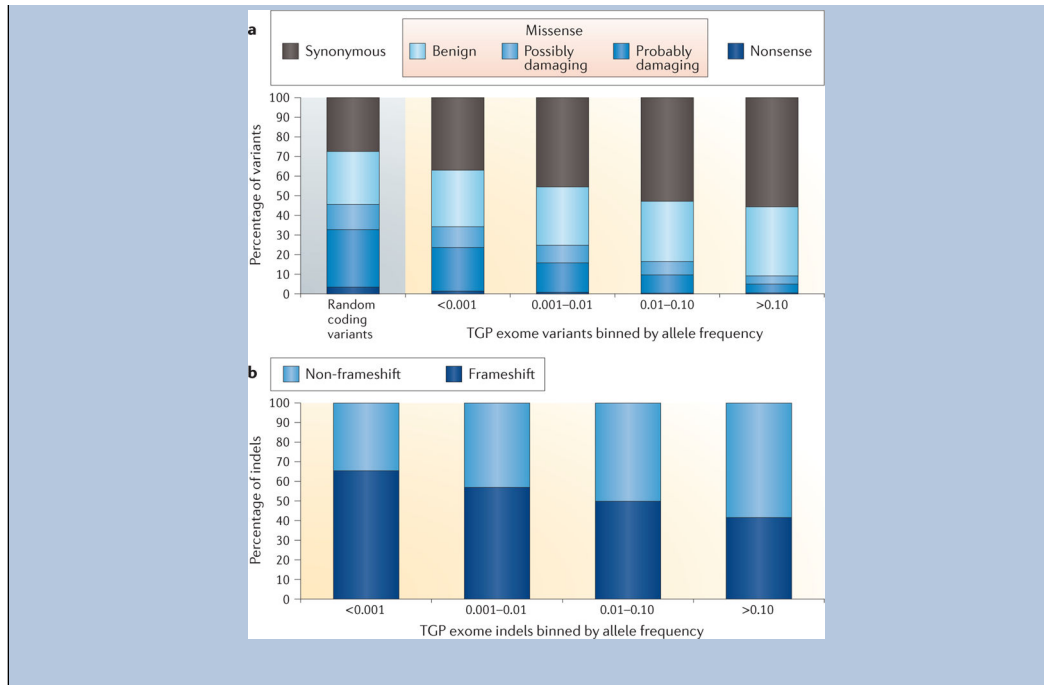 a
Missense
Synonymous
Benign
Possibly
damaging
Probably
damaging
Nonsense
Percentage of variants
100
90
80
70
60
50
40
30
20
10
0
Random
coding
variants
<0.001
0.001–0.01
0.01–0.10
>0.10
TGP exome variants binned by allele frequency
b
Non-frameshift
Frameshift
Percentage of indels
100
90
80
70
60
50
40
30
20
10
0
<0.001
0.001–0.01
0.01–0.10
>0.10
TGP exome indels binned by allele frequency